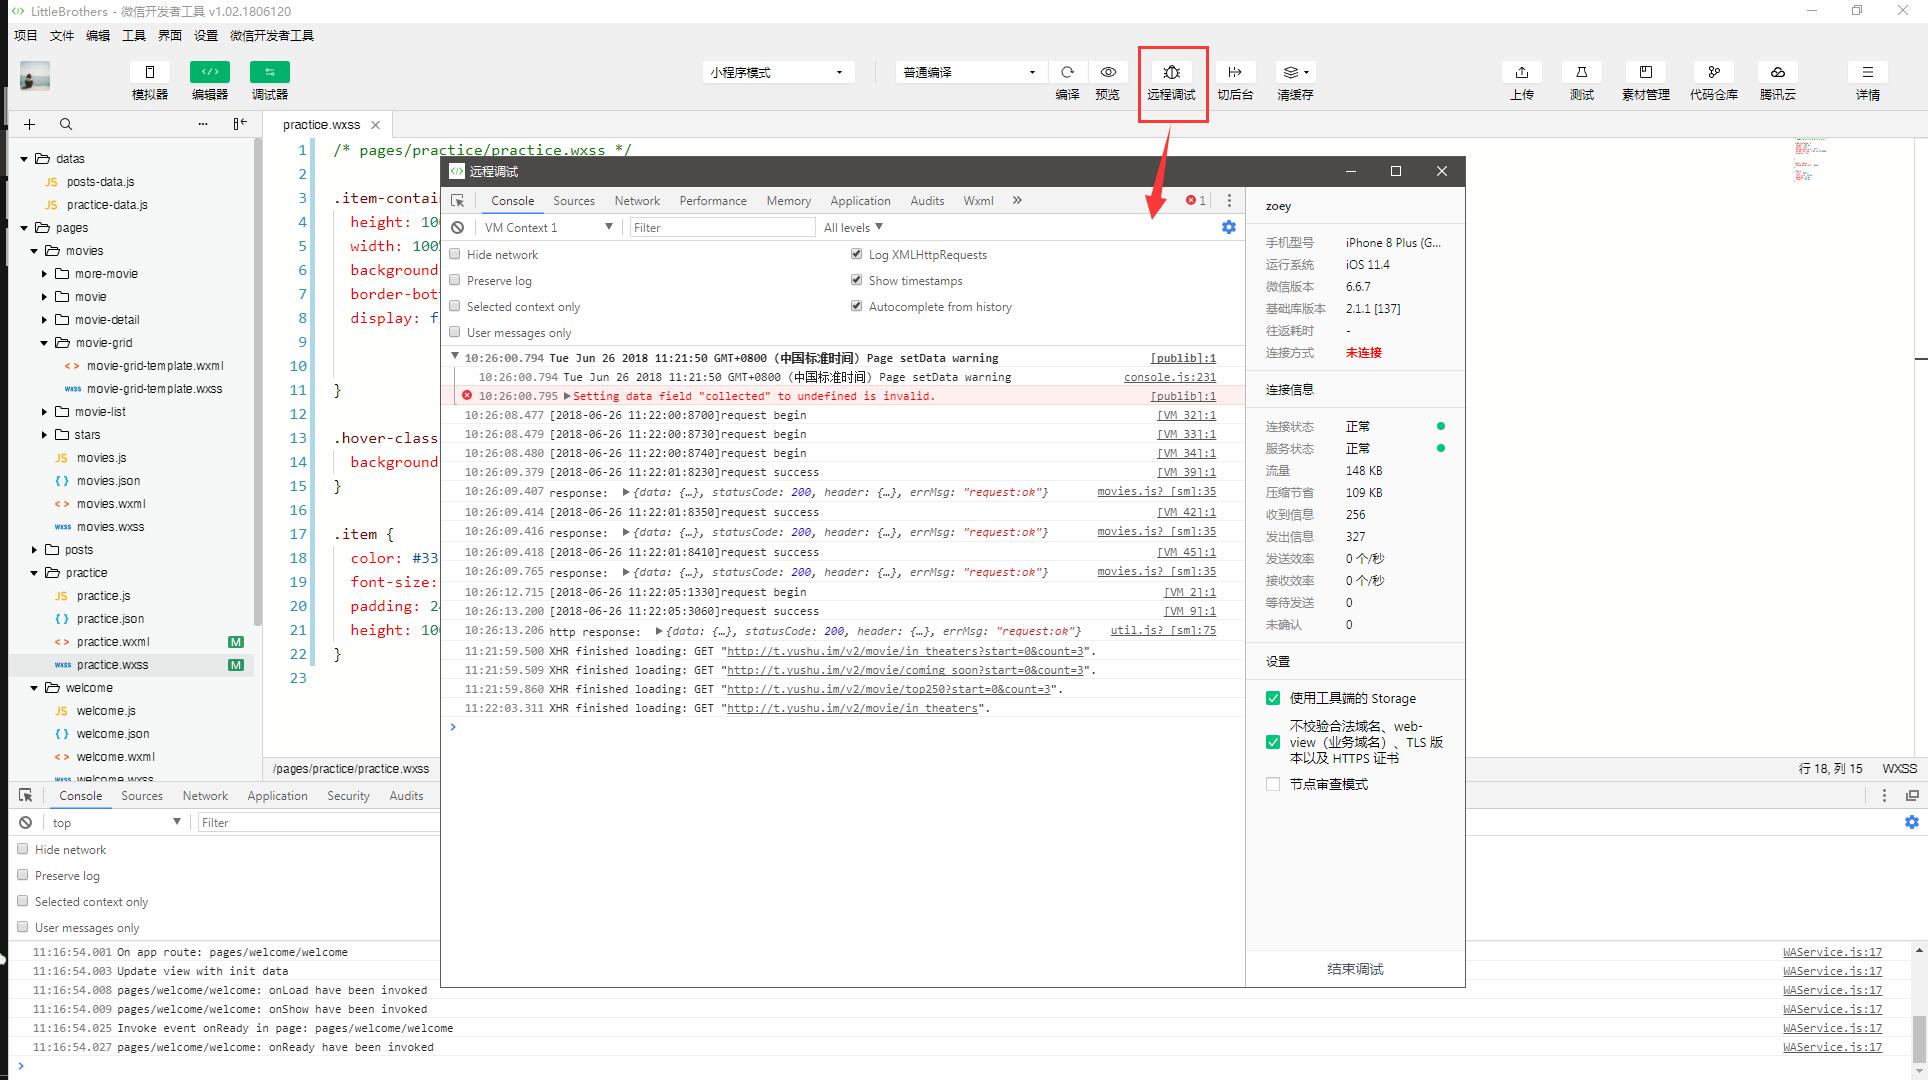 LittleBrothers - 微信开发者工具 v1.02.1806120
项目 文件 编辑 工具 界面 设置 微信开发者工具
小程序模式
普通编译
模拟器 编辑器 调试器 编译 预览 远程调试 切后台 清缓存 上传 测试 素材管理 代码仓库 腾讯云 详情
datas
JS posts-data.js
JS practice-data.js
pages
movies
more-movie
movie
movie-detail
movie-grid
movie-grid-template.wxml
wxss movie-grid-template.wxss
movie-list
stars
JS movies.js
{ } movies.json
< > movies.wxml
wxss movies.wxss
posts
practice
JS practice.js
{ } practice.json
< > practice.wxml M
wxss practice.wxss M
welcome
JS welcome.js
{ } welcome.json
< > welcome.wxml
wxss welcome.wxss
practice.wxss
1 /* pages/practice/practice.wxss */
2
3 .item-contai
4 height: 10
5 width: 100
6 background
7 border-bot
8 display: f
9
10
11 }
12
13 .hover-class
14 background
15 }
16
17 .item {
18 color: #33
19 font-size:
20 padding: 2
21 height: 10
22 }
23
/pages/practice/practice.wxss
行 18, 列 15 WXSS
远程调试
Console Sources Network Performance Memory Application Audits Wxml » 1
VM Context 1 Filter All levels
Hide network Log XMLHttpRequests
Preserve log Show timestamps
Selected context only Autocomplete from history
User messages only
10:26:00.794 Tue Jun 26 2018 11:21:50 GMT+0800 (中国标准时间) Page setData warning [publib]:1
10:26:00.794 Tue Jun 26 2018 11:21:50 GMT+0800 (中国标准时间) Page setData warning console.js:231
10:26:00.795 Setting data field "collected" to undefined is invalid. [publib]:1
10:26:08.477 [2018-06-26 11:22:00:8700]request begin [VM 32]:1
10:26:08.479 [2018-06-26 11:22:00:8730]request begin [VM 33]:1
10:26:08.480 [2018-06-26 11:22:00:8740]request begin [VM 34]:1
10:26:09.379 [2018-06-26 11:22:01:8230]request success [VM 39]:1
10:26:09.407 response: {data: {…}, statusCode: 200, header: {…}, errMsg: "request:ok"} movies.js? [sm]:35
10:26:09.414 [2018-06-26 11:22:01:8350]request success [VM 42]:1
10:26:09.416 response: {data: {…}, statusCode: 200, header: {…}, errMsg: "request:ok"} movies.js? [sm]:35
10:26:09.418 [2018-06-26 11:22:01:8410]request success [VM 45]:1
10:26:09.765 response: {data: {…}, statusCode: 200, header: {…}, errMsg: "request:ok"} movies.js? [sm]:35
10:26:12.715 [2018-06-26 11:22:05:1330]request begin [VM 2]:1
10:26:13.200 [2018-06-26 11:22:05:3060]request success [VM 9]:1
10:26:13.206 http response: {data: {…}, statusCode: 200, header: {…}, errMsg: "request:ok"} util.js? [sm]:75
11:21:59.500 XHR finished loading: GET "http://t.yushu.im/v2/movie/in_theaters?start=0&count=3".
11:21:59.509 XHR finished loading: GET "http://t.yushu.im/v2/movie/coming_soon?start=0&count=3".
11:21:59.860 XHR finished loading: GET "http://t.yushu.im/v2/movie/top250?start=0&count=3".
11:22:03.311 XHR finished loading: GET "http://t.yushu.im/v2/movie/in_theaters".
>
zoey
手机型号 iPhone 8 Plus (G...
运行系统 iOS 11.4
微信版本 6.6.7
基础库版本 2.1.1 [137]
往返耗时 -
连接方式 未连接
连接信息
连接状态 正常
服务状态 正常
流量 148 KB
压缩节省 109 KB
收到信息 256
发出信息 327
发送效率 0 个/秒
接收效率 0 个/秒
等待发送 0
未确认 0
设置
使用工具端的 Storage
不校验合法域名、web-
view（业务域名）、TLS 版
本以及 HTTPS 证书
节点审查模式
结束调试
Console Sources Network Application Security Audits
top Filter
Hide network
Preserve log
Selected context only
User messages only
11:16:54.001 On app route: pages/welcome/welcome WAService.js:17
11:16:54.003 Update view with init data WAService.js:17
11:16:54.008 pages/welcome/welcome: onLoad have been invoked WAService.js:17
11:16:54.009 pages/welcome/welcome: onShow have been invoked WAService.js:17
11:16:54.025 Invoke event onReady in page: pages/welcome/welcome WAService.js:17
11:16:54.027 pages/welcome/welcome: onReady have been invoked WAService.js:17
>